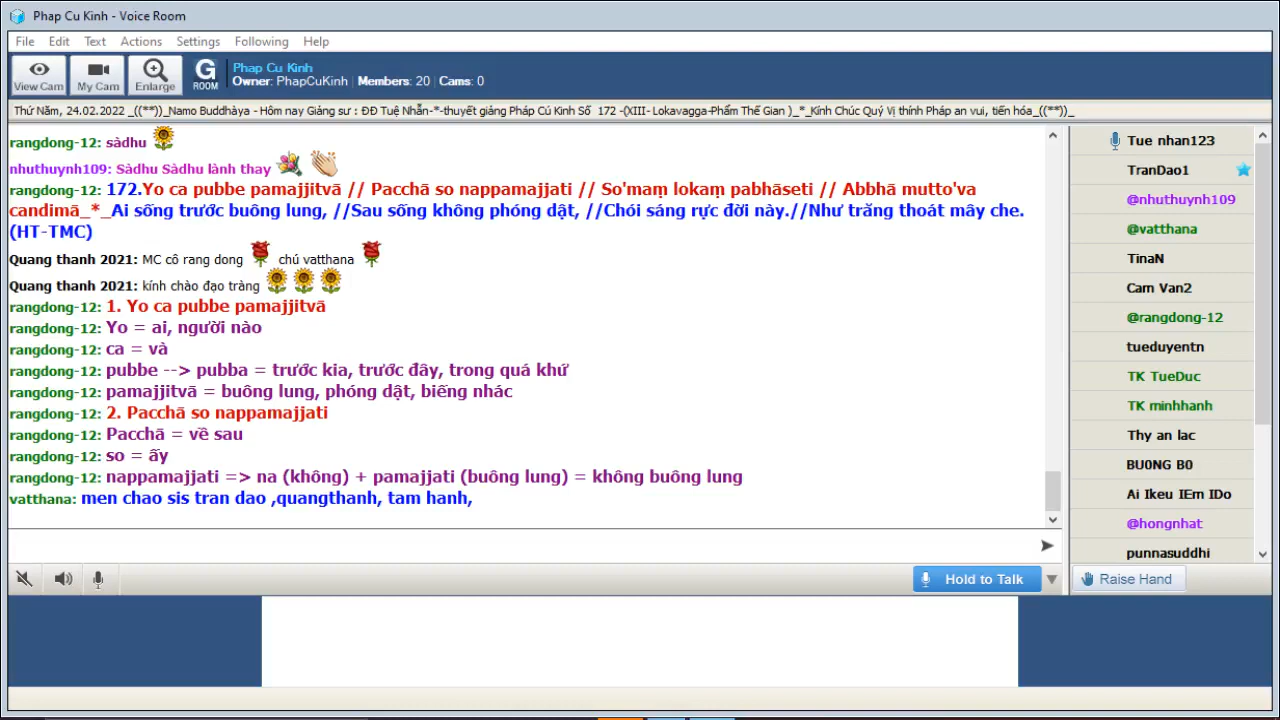 Phap Cu Kinh - Voice Room
File Edit Text Actions Settings Following Help
View Cam My Cam Enlarge G ROOM
Phap Cu Kinh
Owner: PhapCuKinh | Members: 20 | Cams: 0
Thứ Năm, 24.02.2022 _((**))_Namo Buddhàya - Hôm nay Giảng sư : ĐĐ Tuệ Nhẫn-*-thuyết giảng Pháp Cú Kinh Số 172 -(XIII- Lokavagga-Phẩm Thế Gian )_*_Kính Chúc Quý Vị thính Pháp an vui, tiến hóa_((**))_
rangdong-12: sàdhu
nhuthuynh109: Sàdhu Sàdhu lành thay
rangdong-12: 172.Yo ca pubbe pamajjitvā // Pacchā so nappamajjati // So'maṃ lokaṃ pabhāseti // Abbhā mutto'va
candimā_*_Ai sống trước buông lung, //Sau sống không phóng dật, //Chói sáng rực đời này.//Như trăng thoát mây che.
(HT-TMC)
Quang thanh 2021: MC cô rang dong chú vatthana
Quang thanh 2021: kính chào đạo tràng
rangdong-12: 1. Yo ca pubbe pamajjitvā
rangdong-12: Yo = ai, người nào
rangdong-12: ca = và
rangdong-12: pubbe --> pubba = trước kia, trước đây, trong quá khứ
rangdong-12: pamajjitvā = buông lung, phóng dật, biếng nhác
rangdong-12: 2. Pacchā so nappamajjati
rangdong-12: Pacchā = về sau
rangdong-12: so = ấy
rangdong-12: nappamajjati => na (không) + pamajjati (buông lung) = không buông lung
vatthana: men chao sis tran dao ,quangthanh, tam hanh,
Tue nhan123
TranDao1
@nhuthuynh109
@vatthana
TinaN
Cam Van2
@rangdong-12
tueduyentn
TK TueDuc
TK minhhanh
Thy an lac
BU0NG B0
Ai Ikeu IEm IDo
@hongnhat
punnasuddhi
Hold to Talk
Raise Hand